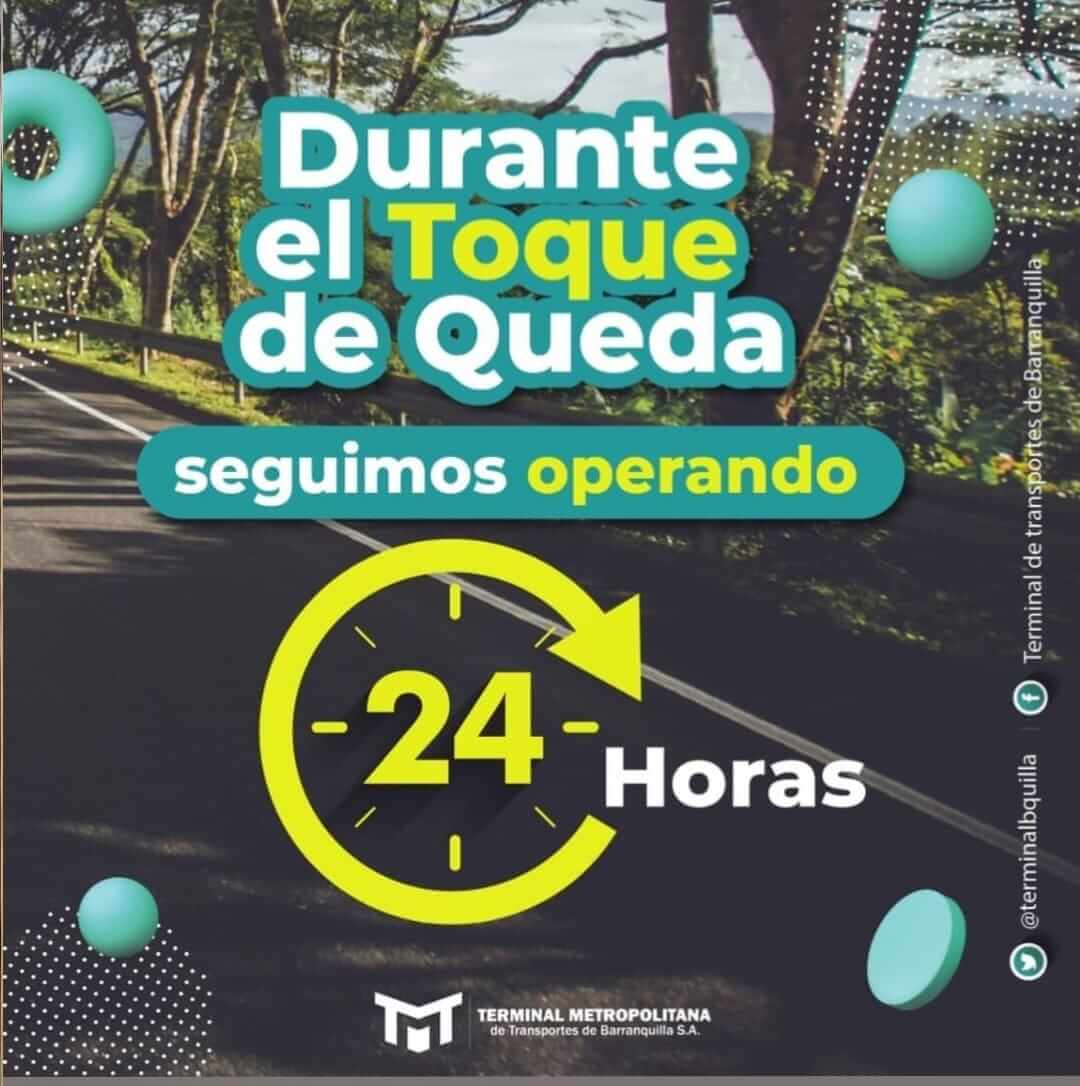 Durante
el Toque
de Queda
seguimos operando
24
Horas
Terminal de transportes de Barranquilla
@terminalbquilla
TERMINAL METROPOLITANA
de Transportes de Barranquilla S.A.